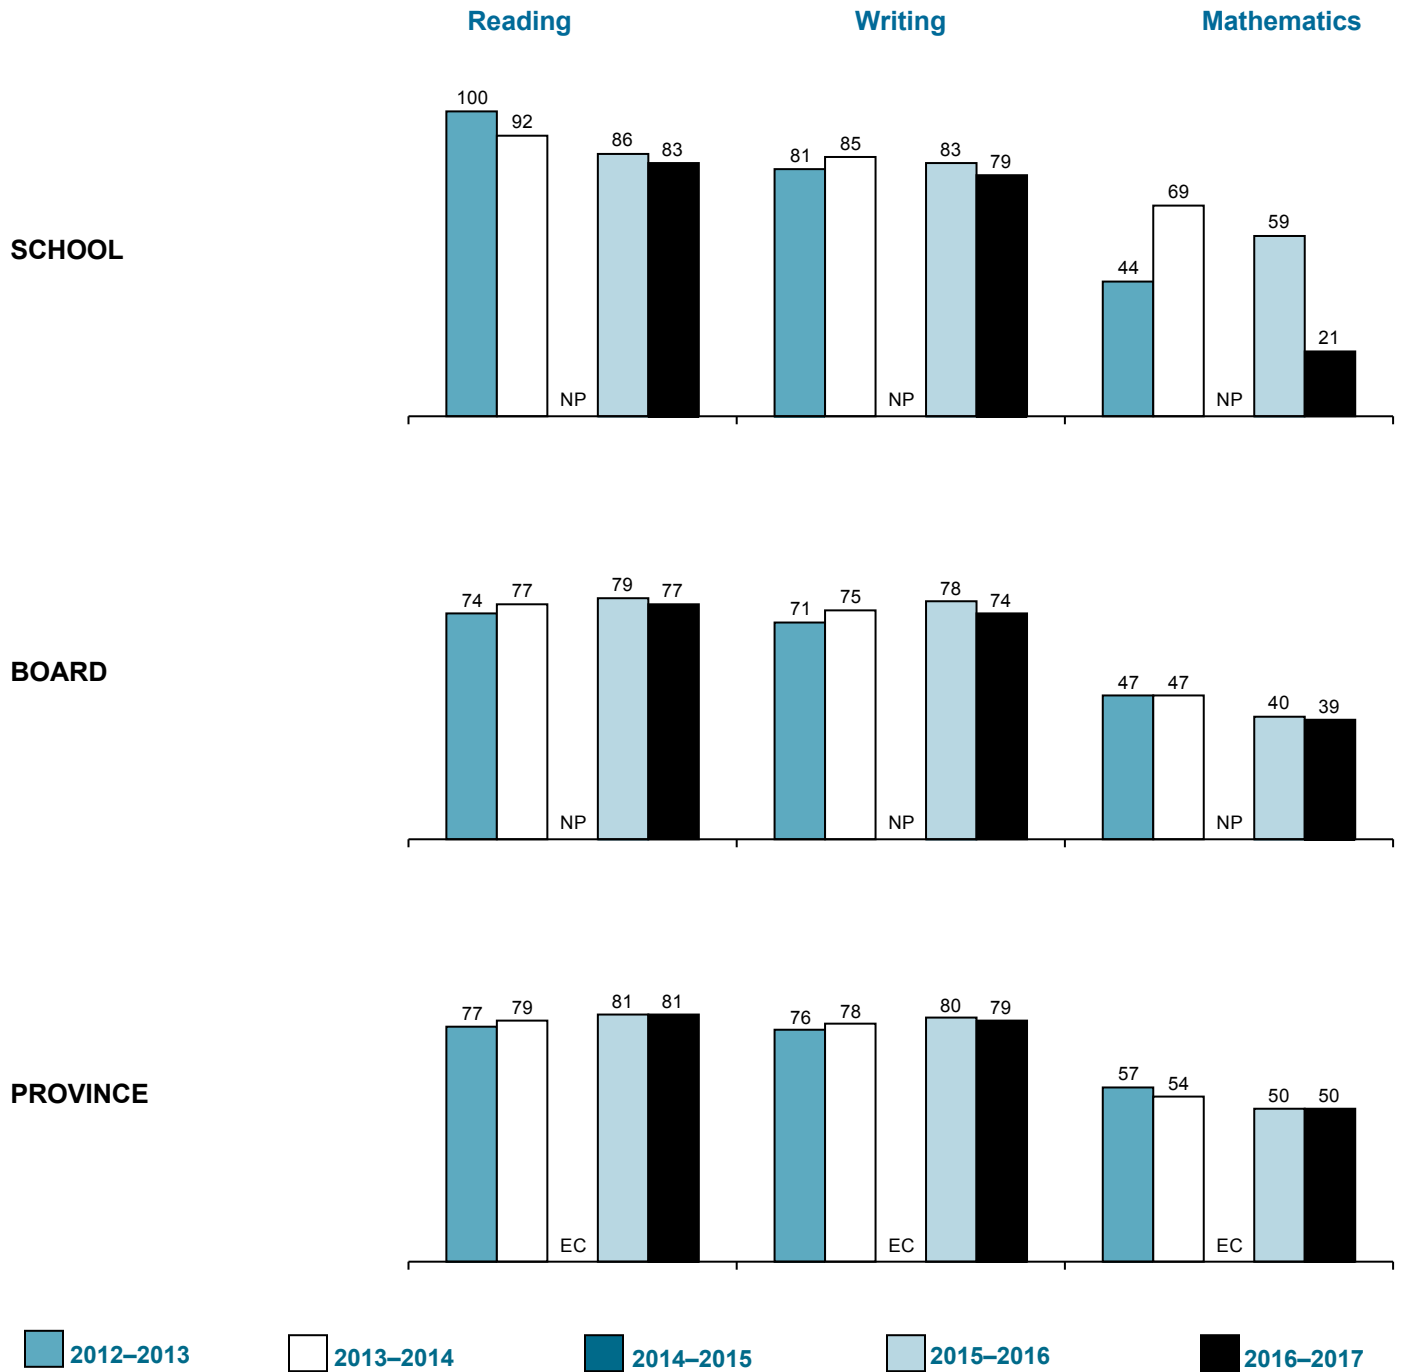 Reading Writing Mathematics
SCHOOL
100 92 NP 86 83 81 85 NP 83 79 44 69 NP 59 21
BOARD
74 77 NP 79 77 71 75 NP 78 74 47 47 NP 40 39
PROVINCE
77 79 EC 81 81 76 78 EC 80 79 57 54 EC 50 50
2012–2013 2013–2014 2014–2015 2015–2016 2016–2017